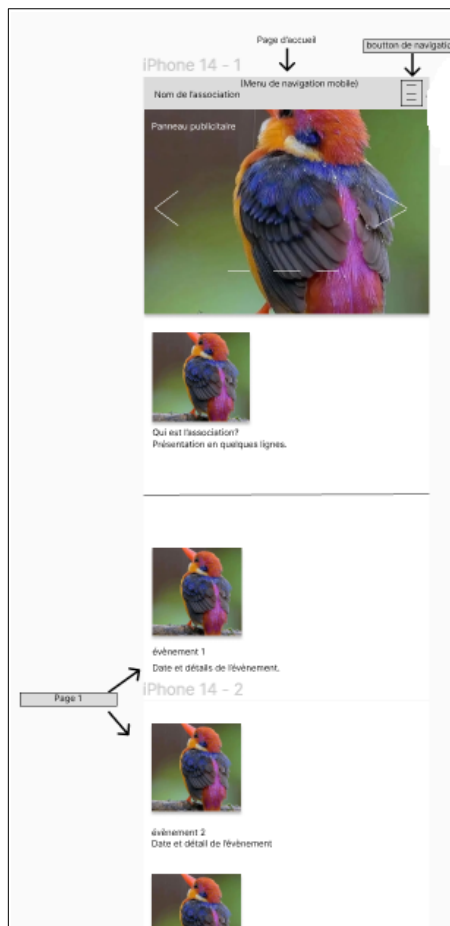 Page d'accueil
boutton de navigatio
iPhone 14 - 1
(Menu de navigation mobile)
Nom de l'association
Panneau publicitaire
Qui est l'association?
Présentation en quelques lignes.
évènement 1
Date et détails de l'évènement.
Page 1
iPhone 14 - 2
évènement 2
Date et détail de l'évènement